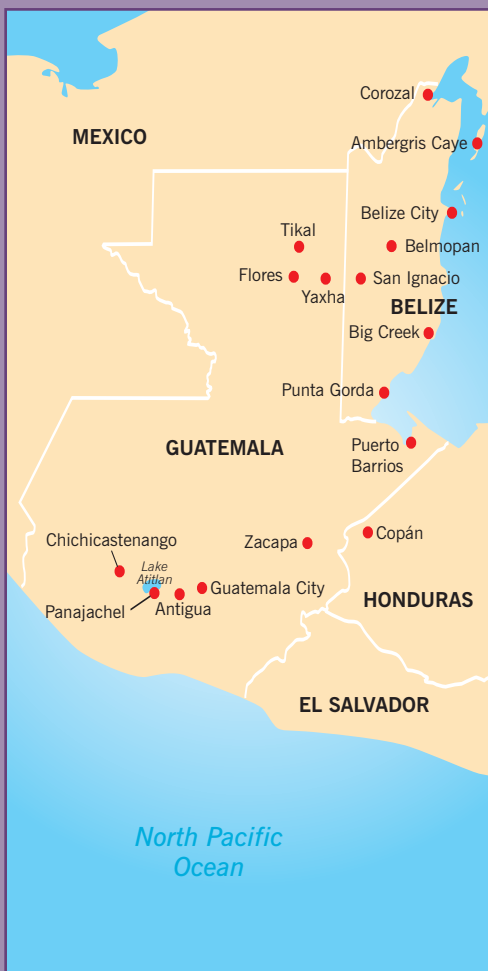 Corozal
MEXICO
Ambergris Caye
Belize City
Tikal
Belmopan
Flores
San Ignacio
Yaxha
BELIZE
Big Creek
Punta Gorda
GUATEMALA
Puerto
Barrios
Copán
Chichicastenango
Zacapa
Lake
Atitlan
Guatemala City
HONDURAS
Panajachel
Antigua
EL SALVADOR
North Pacific
Ocean